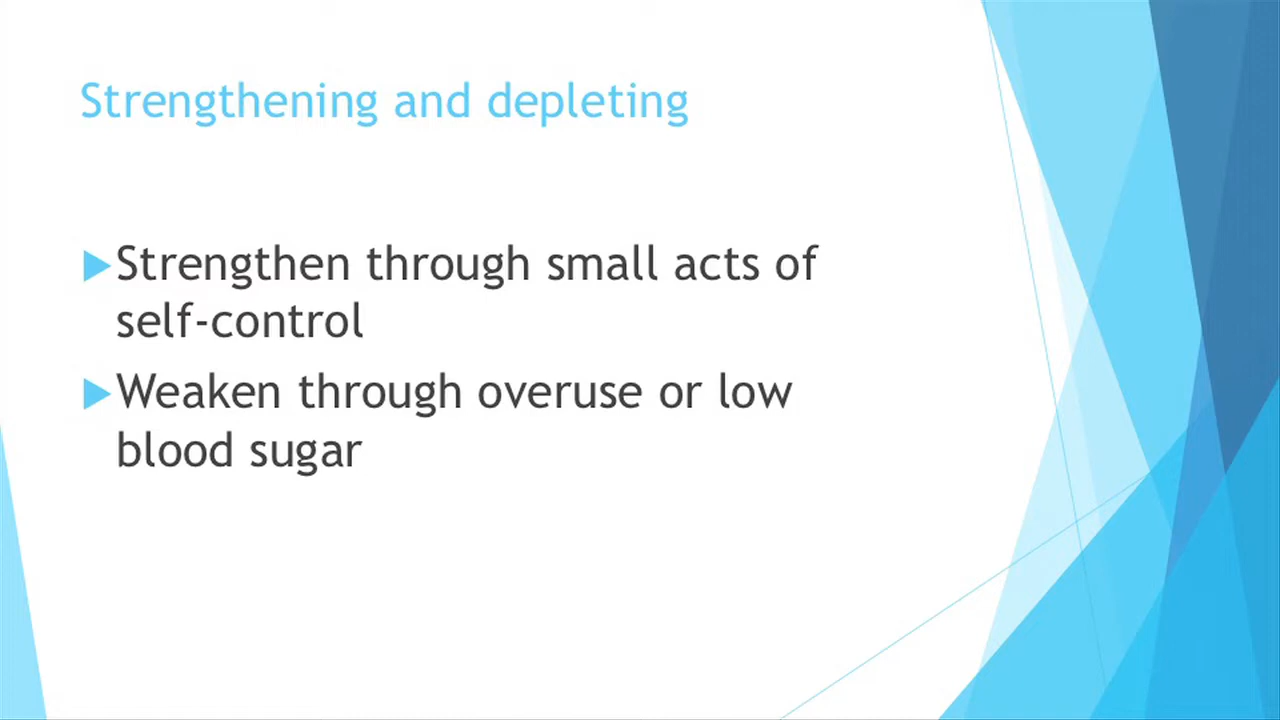 Strengthening and depleting
Strengthen through small acts of
self-control
Weaken through overuse or low
blood sugar